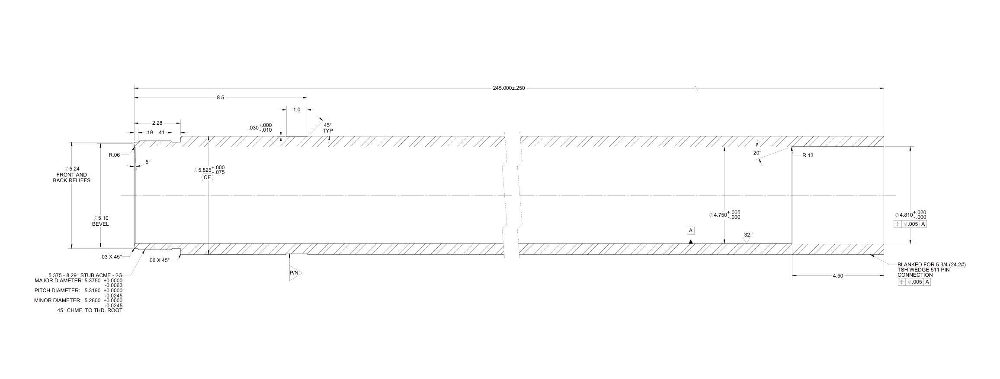 245.000±.250
8.5
1.0
2.28
.19 .41
.030 +.000
-.010
45°
TYP
R.06
5°
⌀5.24
FRONT AND
BACK RELIEFS
⌀5.825 +.000
-.075
CF
20°
R.13
⌀5.10
BEVEL
⌀4.750 +.005
-.000
⌀4.810 +.020
-.000
⌖ ⌀.005 A
A
32
.03 X 45°
.06 X 45°
P/N
5.375 - 8 29° STUB ACME - 2G
MAJOR DIAMETER: 5.3750 +0.0000
-0.0063
PITCH DIAMETER: 5.3190 +0.0000
-0.0245
MINOR DIAMETER: 5.2800 +0.0000
-0.0245
45° CHMF. TO THD. ROOT
4.50
BLANKED FOR 5 3/4 (24.2#)
TSH WEDGE 511 PIN
CONNECTION
⌖ ⌀.005 A